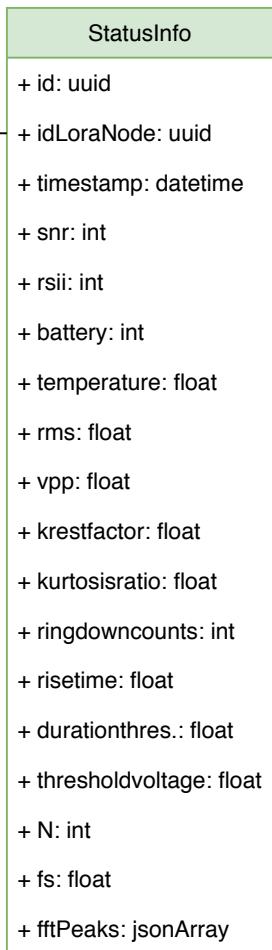 StatusInfo
+ id: uuid
+ idLoraNode: uuid
+ timestamp: datetime
+ snr: int
+ rsii: int
+ battery: int
+ temperature: float
+ rms: float
+ vpp: float
+ krestfactor: float
+ kurtosisratio: float
+ ringdowncounts: int
+ risetime: float
+ durationthres.: float
+ thresholdvoltage: float
+ N: int
+ fs: float
+ fftPeaks: jsonArray